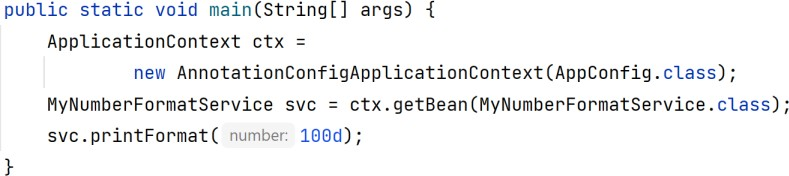 public static void main(String[] args) {
ApplicationContext ctx =
new AnnotationConfigApplicationContext(AppConfig.class);
MyNumberFormatService svc = ctx.getBean(MyNumberFormatService.class);
svc.printFormat( number: 100d);
}